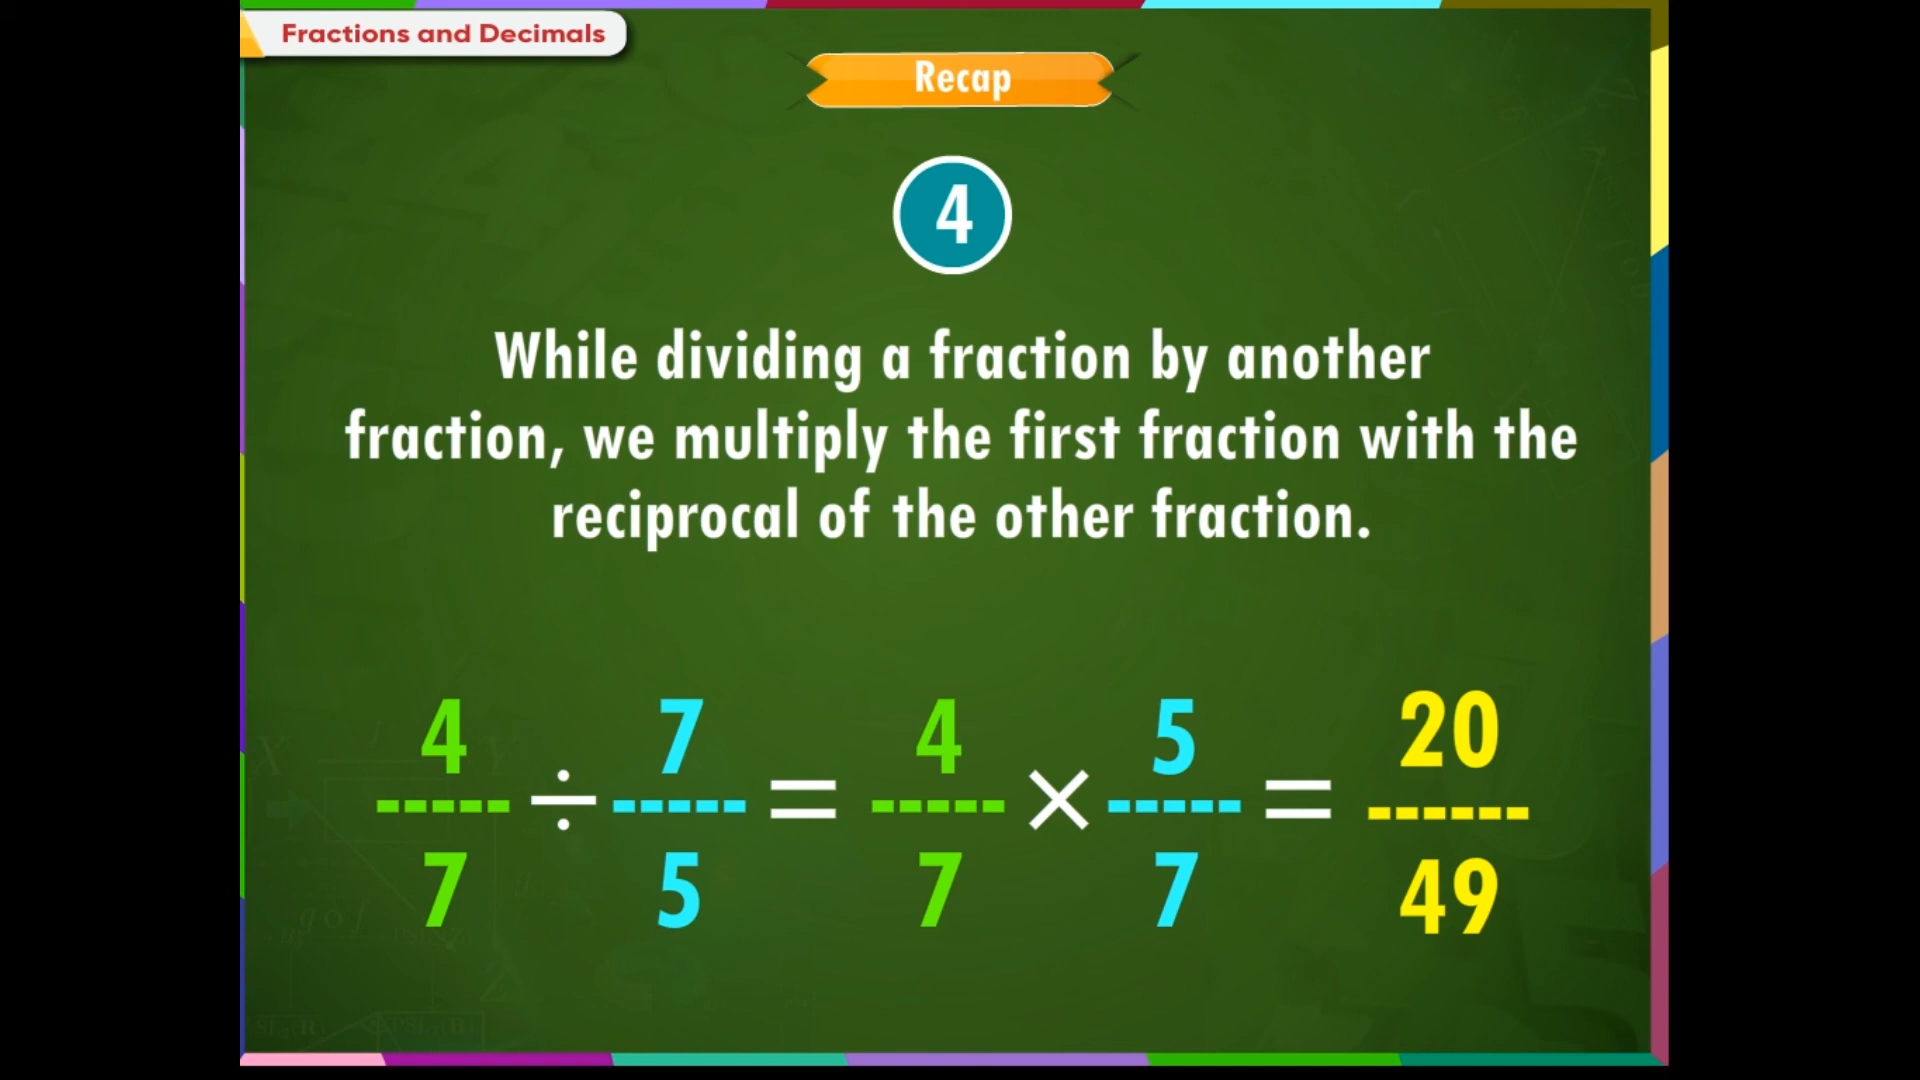 Fractions and Decimals
Recap
4
While dividing a fraction by another
fraction, we multiply the first fraction with the
reciprocal of the other fraction.
4 7 4 5 20
----- ÷ ----- = ----- × ----- = ------
7 5 7 7 49